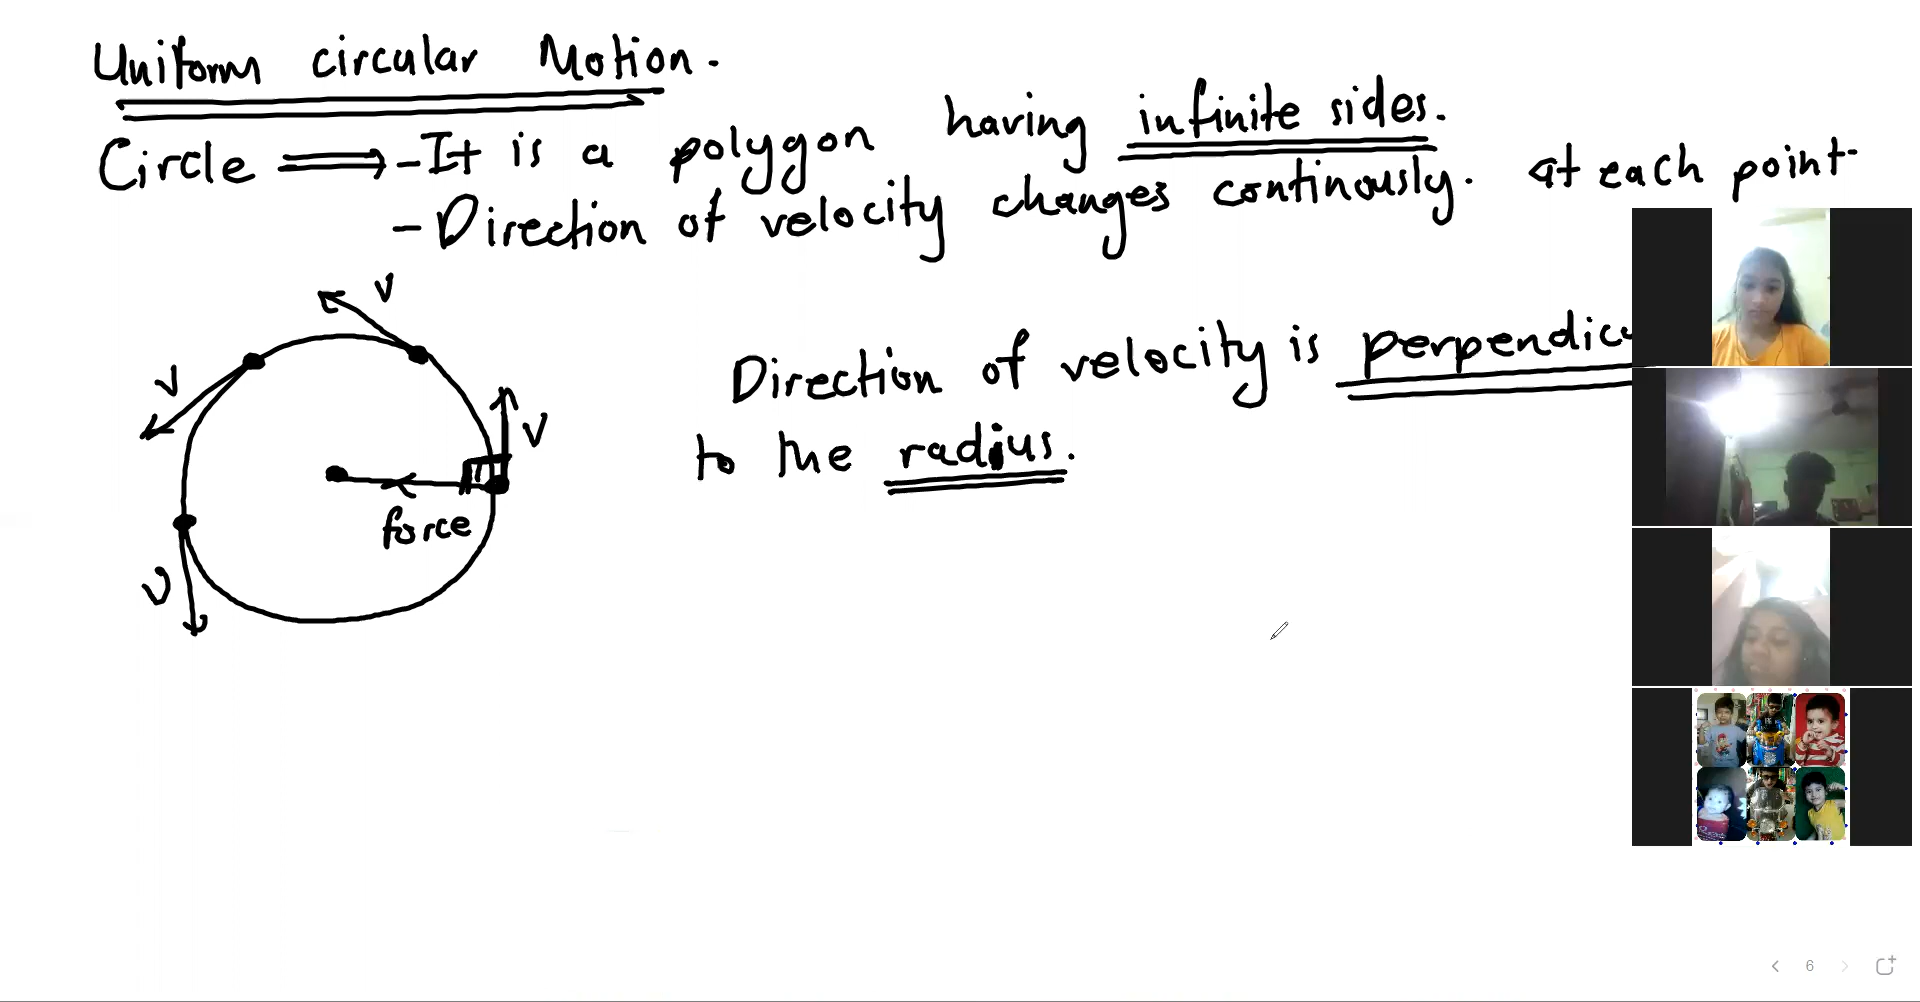 Uniform circular Motion.
Circle ⟹ - It is a polygon having infinite sides.
- Direction of velocity changes continously. at each point
V
V
V
V
force
Direction of velocity is perpendicu
to the radius.
6